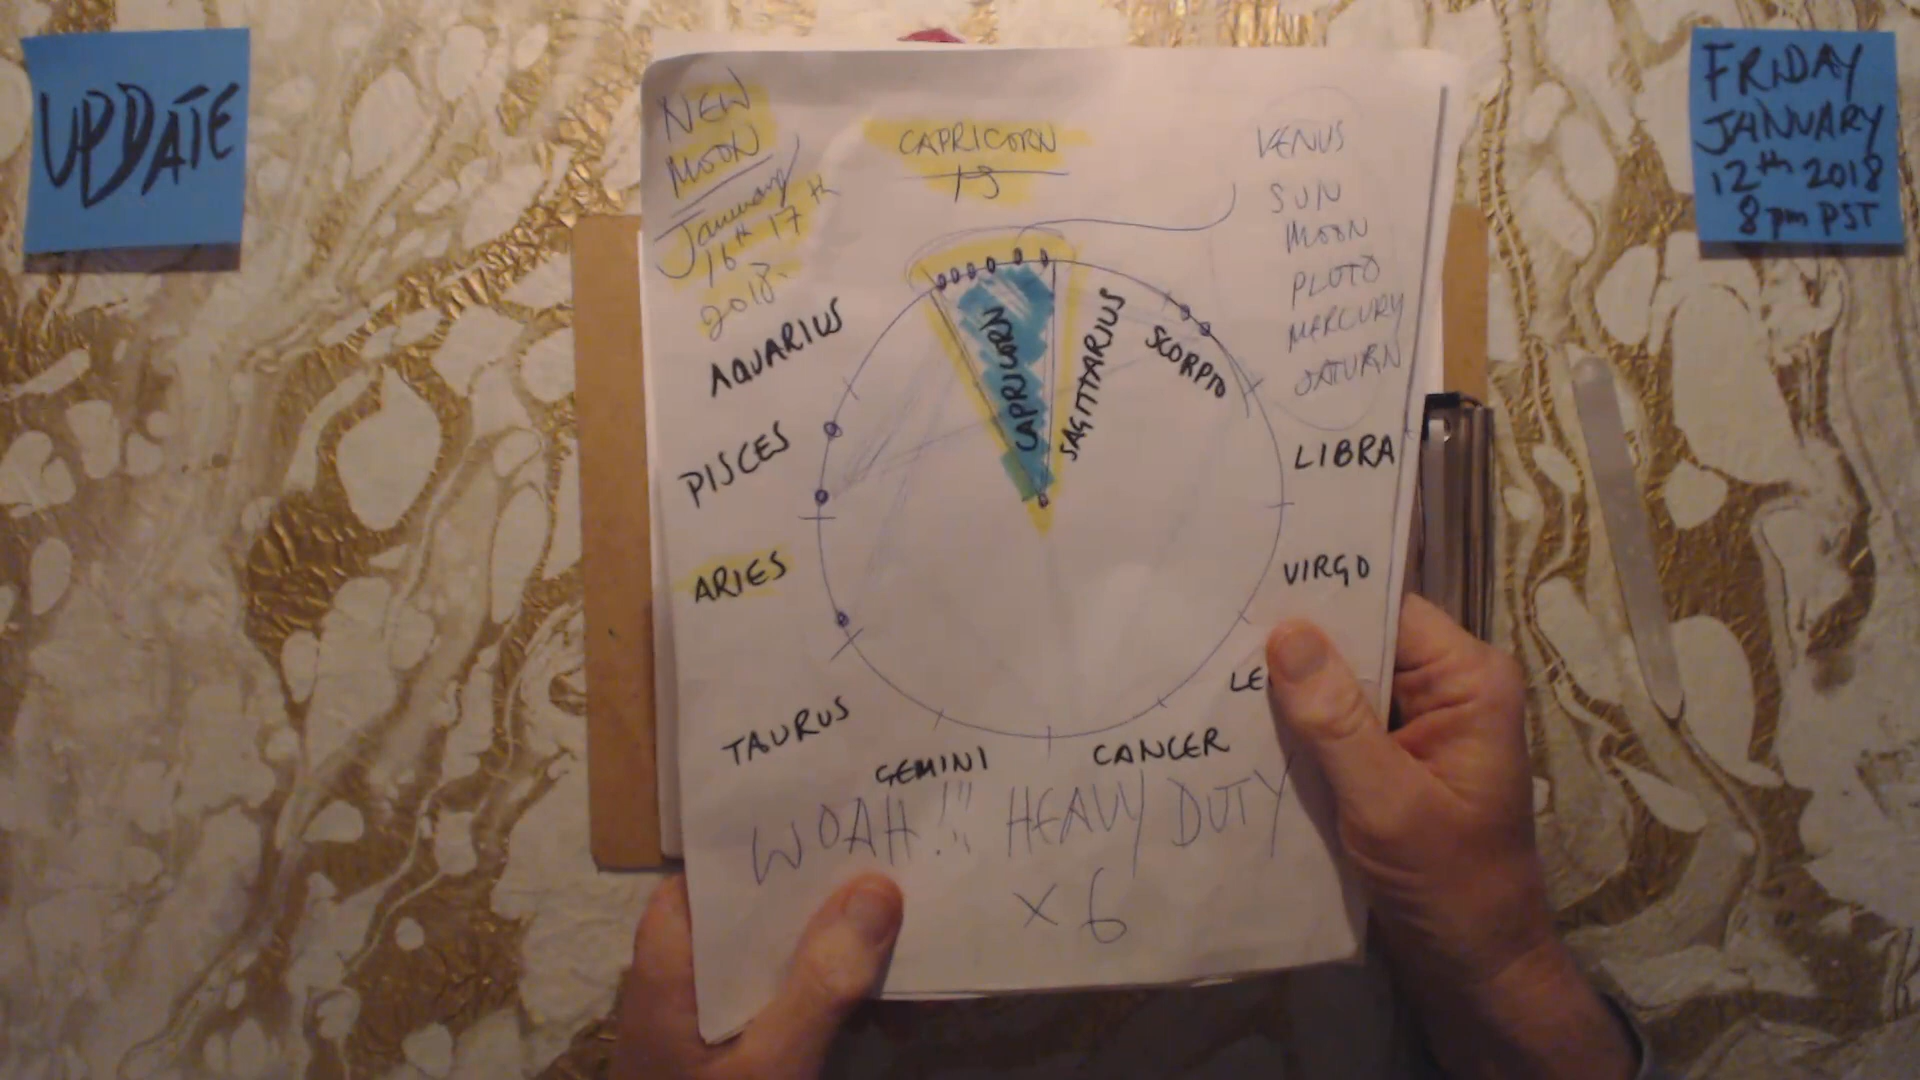 UPDATE
FRIDAY
JANUARY
12th 2018
8pm PST
NEW
MOON
January
16th 17th
2018
CAPRICORN
VENUS
SUN
MOON
PLUTO
MERCURY
SATURN
AQUARIUS
PISCES
ARIES
TAURUS
GEMINI
CANCER
VIRGO
LIBRA
SCORPIO
SAGITTARIUS
CAPRICORN
WOAH!!! HEAVY DUTY
x 6